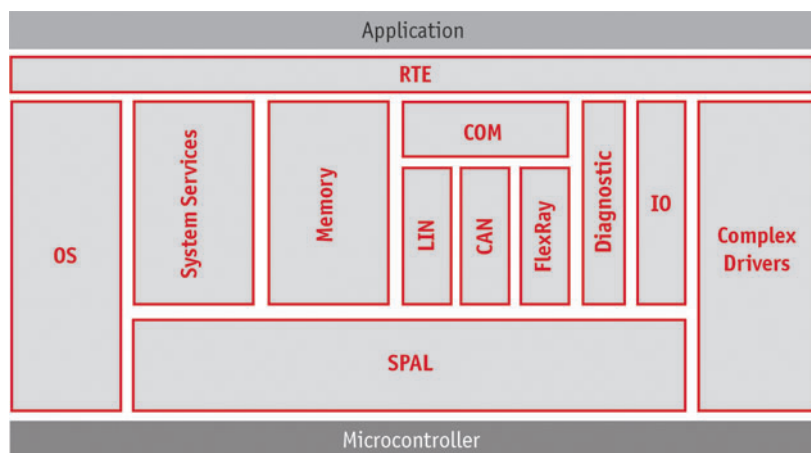 Application
RTE
OS
System Services
Memory
COM
LIN
CAN
FlexRay
Diagnostic
IO
Complex
Drivers
SPAL
Microcontroller